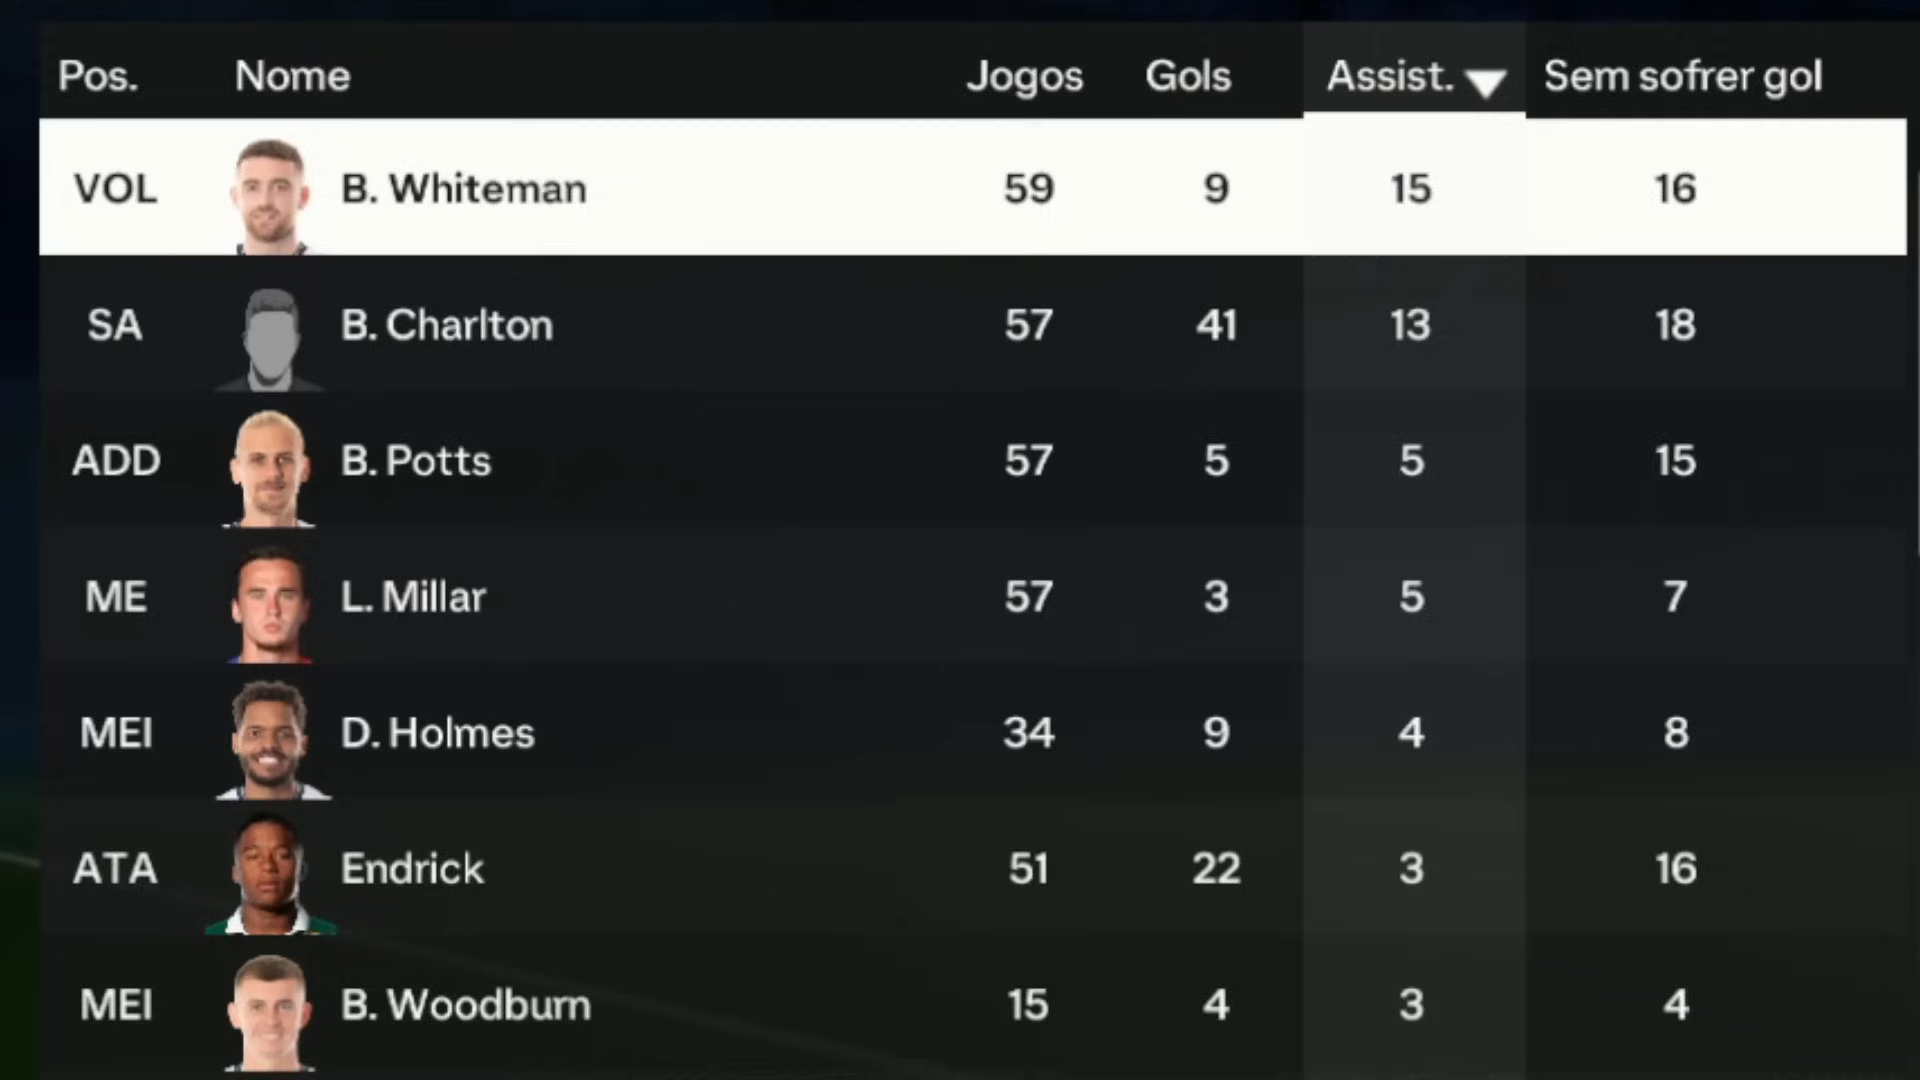 Pos. Nome Jogos Gols Assist. Sem sofrer gol
VOL B. Whiteman 59 9 15 16
SA B. Charlton 57 41 13 18
ADD B. Potts 57 5 5 15
ME L. Millar 57 3 5 7
MEI D. Holmes 34 9 4 8
ATA Endrick 51 22 3 16
MEI B. Woodburn 15 4 3 4